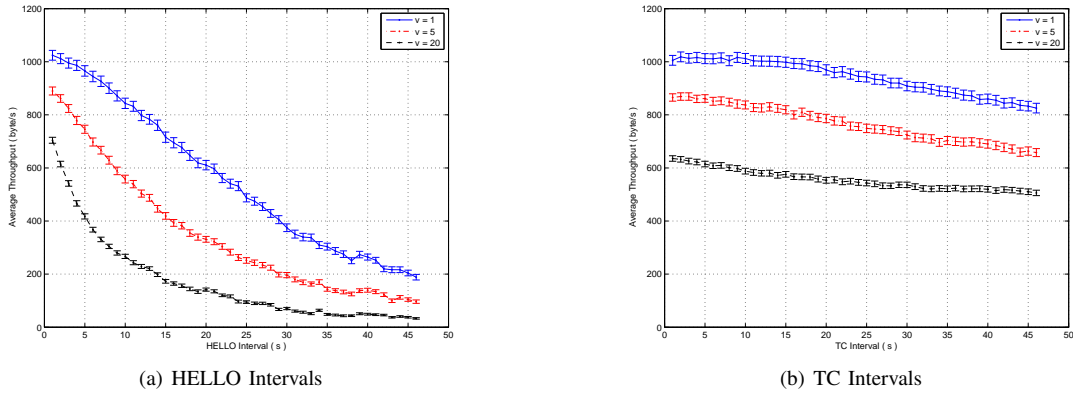 1200
1000
800
600
400
200
0
Average Throughput ( byte/s )
0 5 10 15 20 25 30 35 40 45 50
HELLO Interval ( s )
v = 1
v = 5
v = 20
(a) HELLO Intervals
1200
1000
800
600
400
200
0
Average Throughput ( byte/s )
0 5 10 15 20 25 30 35 40 45 50
TC Interval ( s )
v = 1
v = 5
v = 20
(b) TC Intervals